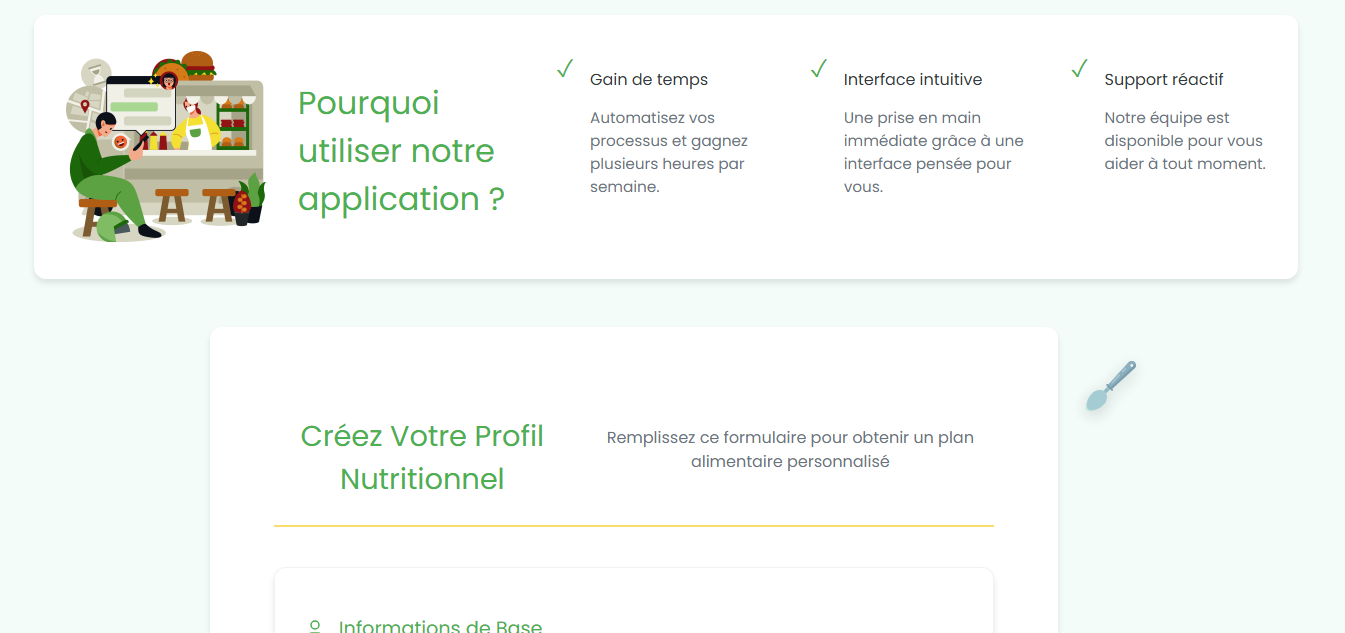 Pourquoi
utiliser notre
application ?
✓
Gain de temps
Automatisez vos
processus et gagnez
plusieurs heures par
semaine.
✓
Interface intuitive
Une prise en main
immédiate grâce à une
interface pensée pour
vous.
✓
Support réactif
Notre équipe est
disponible pour vous
aider à tout moment.
Créez Votre Profil
Nutritionnel
Remplissez ce formulaire pour obtenir un plan
alimentaire personnalisé
Informations de Base